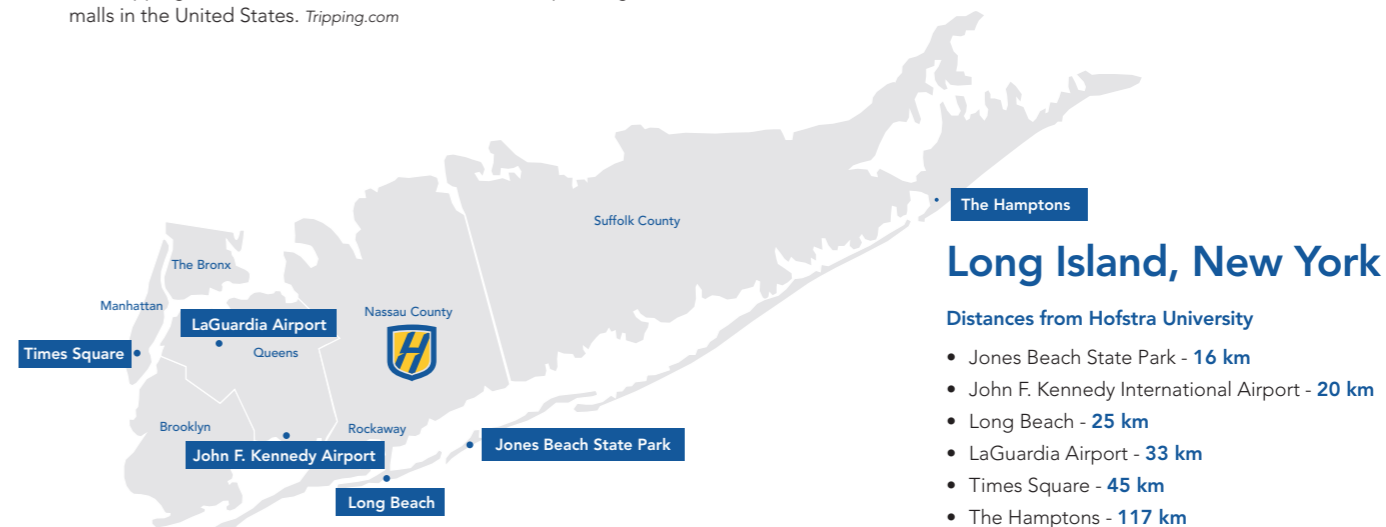 malls in the United States. Tripping.com
The Hamptons
Suffolk County
Long Island, New York
The Bronx
Manhattan
LaGuardia Airport
Nassau County
H
Times Square
Queens
Brooklyn
Rockaway
John F. Kennedy Airport
Jones Beach State Park
Long Beach
Distances from Hofstra University
• Jones Beach State Park - 16 km
• John F. Kennedy International Airport - 20 km
• Long Beach - 25 km
• LaGuardia Airport - 33 km
• Times Square - 45 km
• The Hamptons - 117 km